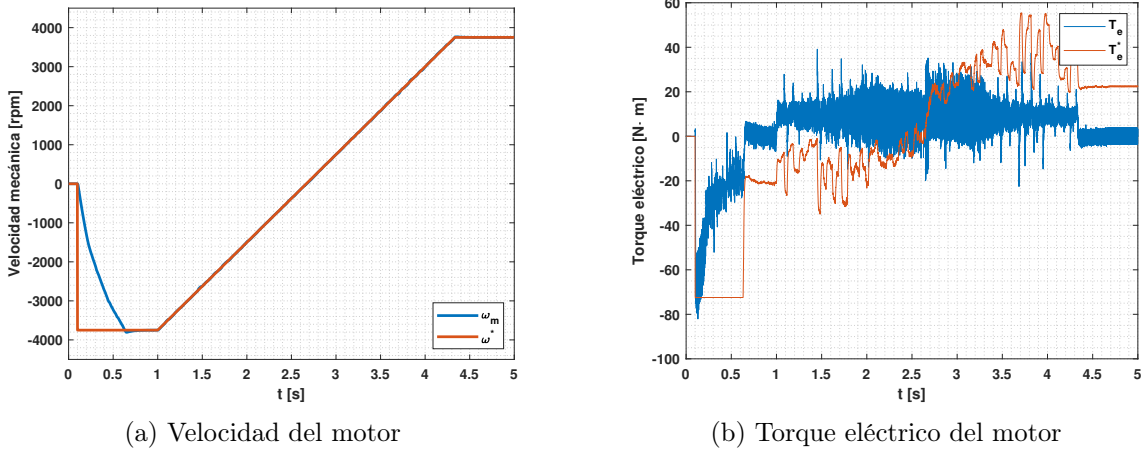 4000
3000
2000
1000
0
-1000
-2000
-3000
-4000
Velocidad mecánica [rpm]
0 0.5 1 1.5 2 2.5 3 3.5 4 4.5 5
t [s]
ω_m
ω^*
(a) Velocidad del motor
60
40
20
0
-20
-40
-60
-80
-100
Torque eléctrico [N· m]
0 0.5 1 1.5 2 2.5 3 3.5 4 4.5 5
t [s]
T_e
T_e^*
(b) Torque eléctrico del motor